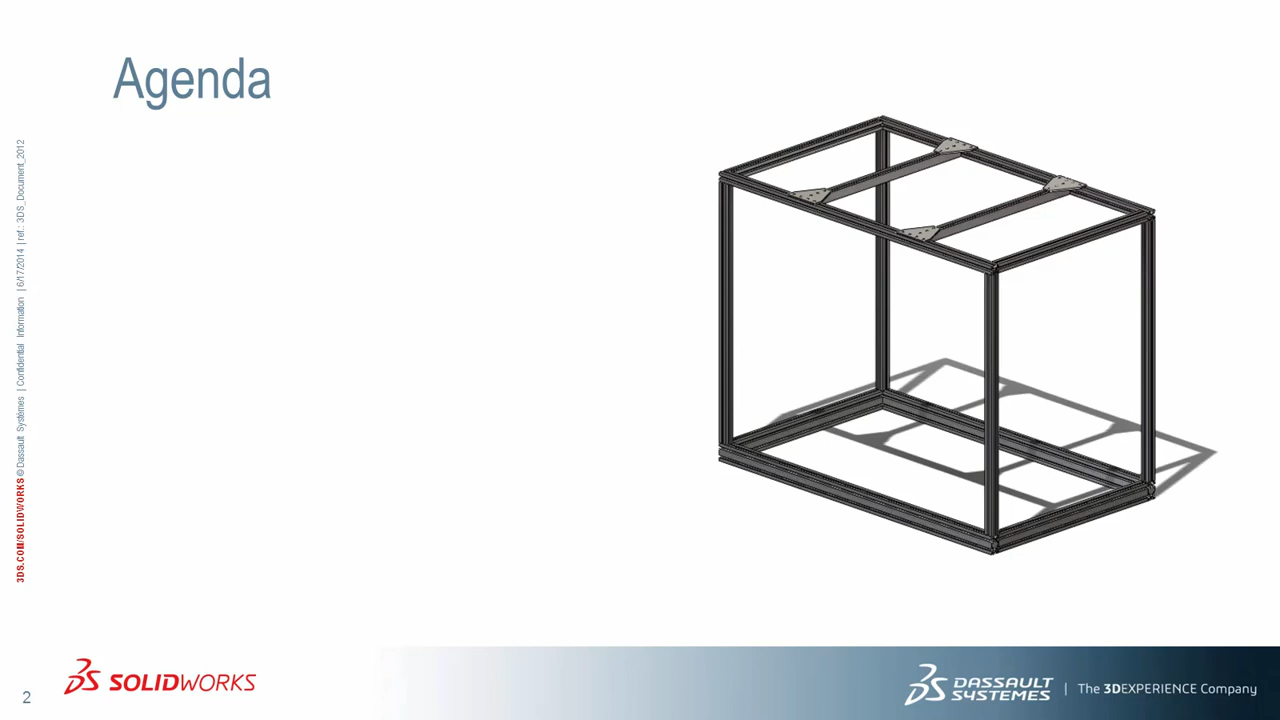 Agenda
3DS.COM/SOLIDWORKS © Dassault Systèmes | Confidential Information | 6/17/2014 | ref.: 3DS_Document_2012
2
SOLIDWORKS
DASSAULT SYSTEMES | The 3DEXPERIENCE Company